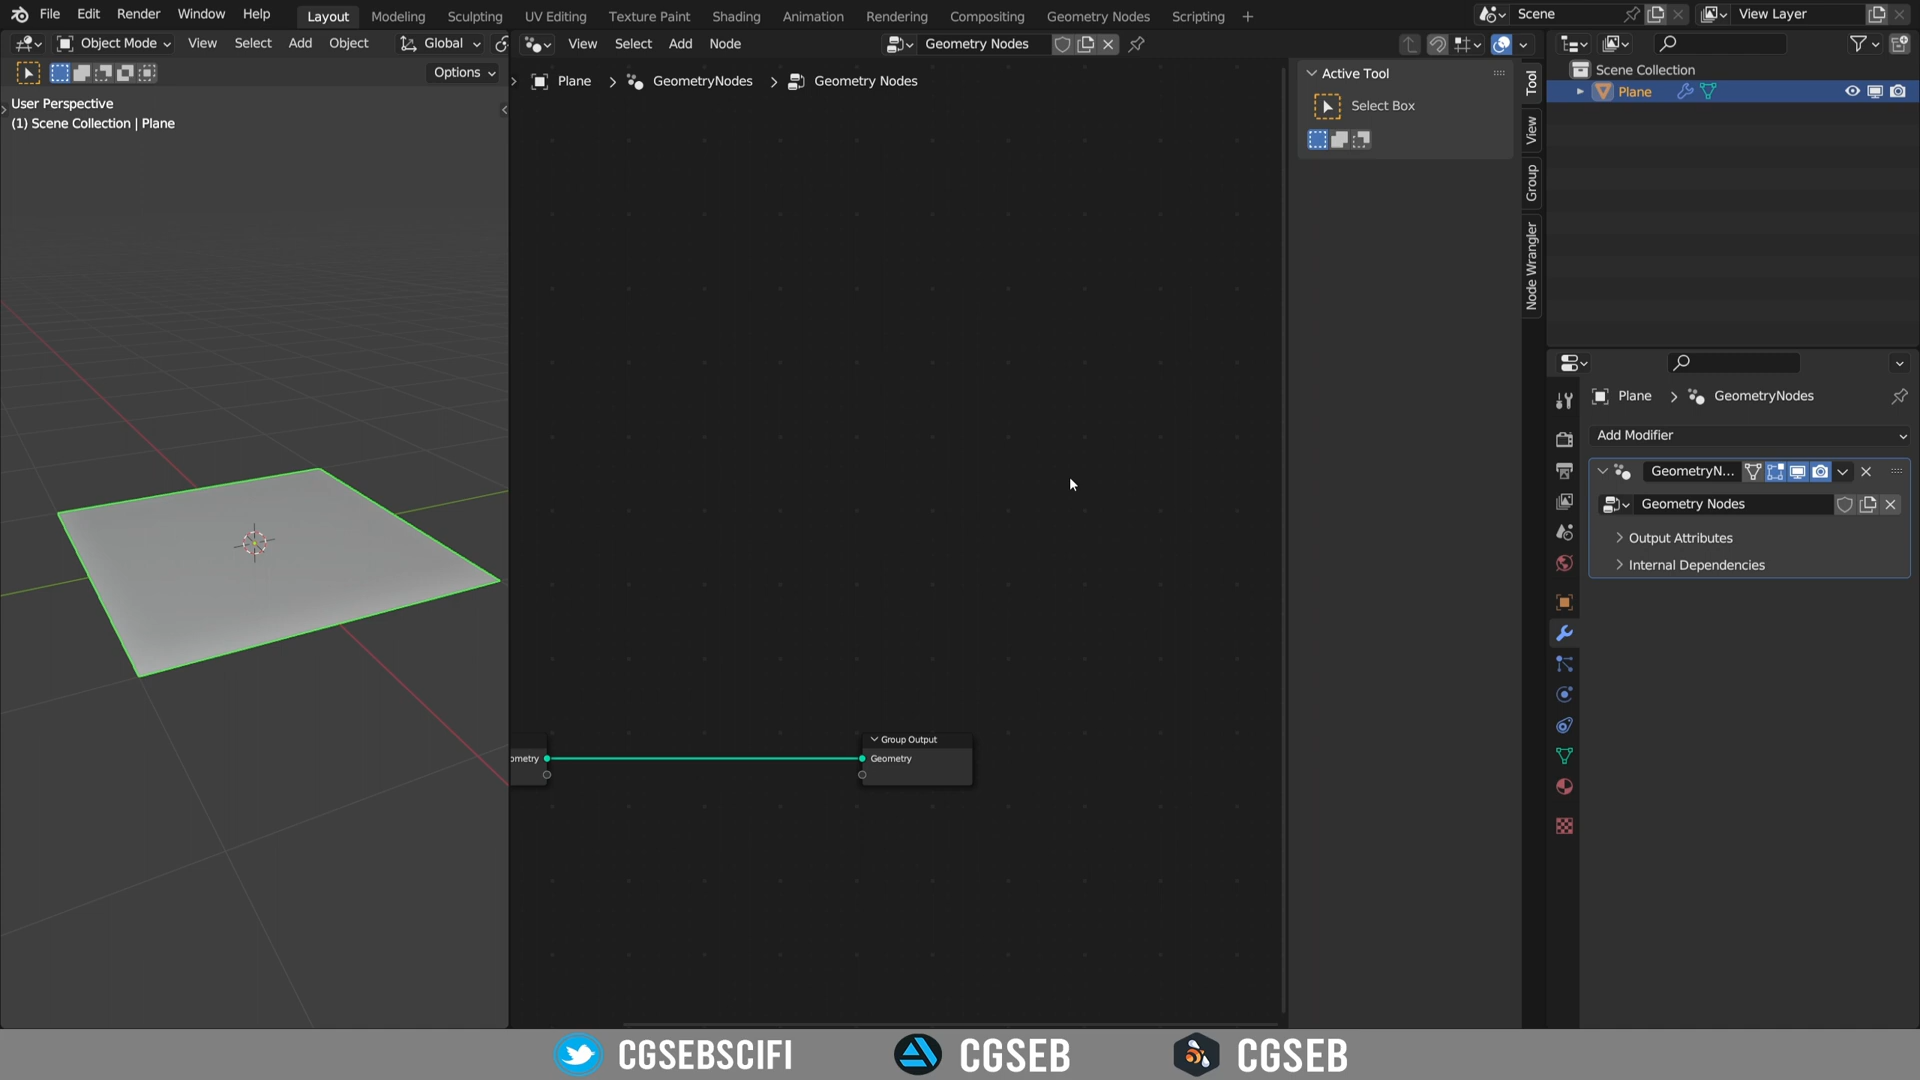 File Edit Render Window Help Layout Modeling Sculpting UV Editing Texture Paint Shading Animation Rendering Compositing Geometry Nodes Scripting + Scene View Layer
Object Mode View Select Add Object Global View Select Add Node Geometry Nodes
Options
Plane > GeometryNodes > Geometry Nodes
User Perspective
(1) Scene Collection | Plane
Active Tool
Select Box
Tool
View
Group
Node Wrangler
Scene Collection
Plane
Plane > GeometryNodes
Add Modifier
GeometryN...
Geometry Nodes
Output Attributes
Internal Dependencies
Group Output
ometry
Geometry
CGSEBSCIFI CGSEB CGSEB